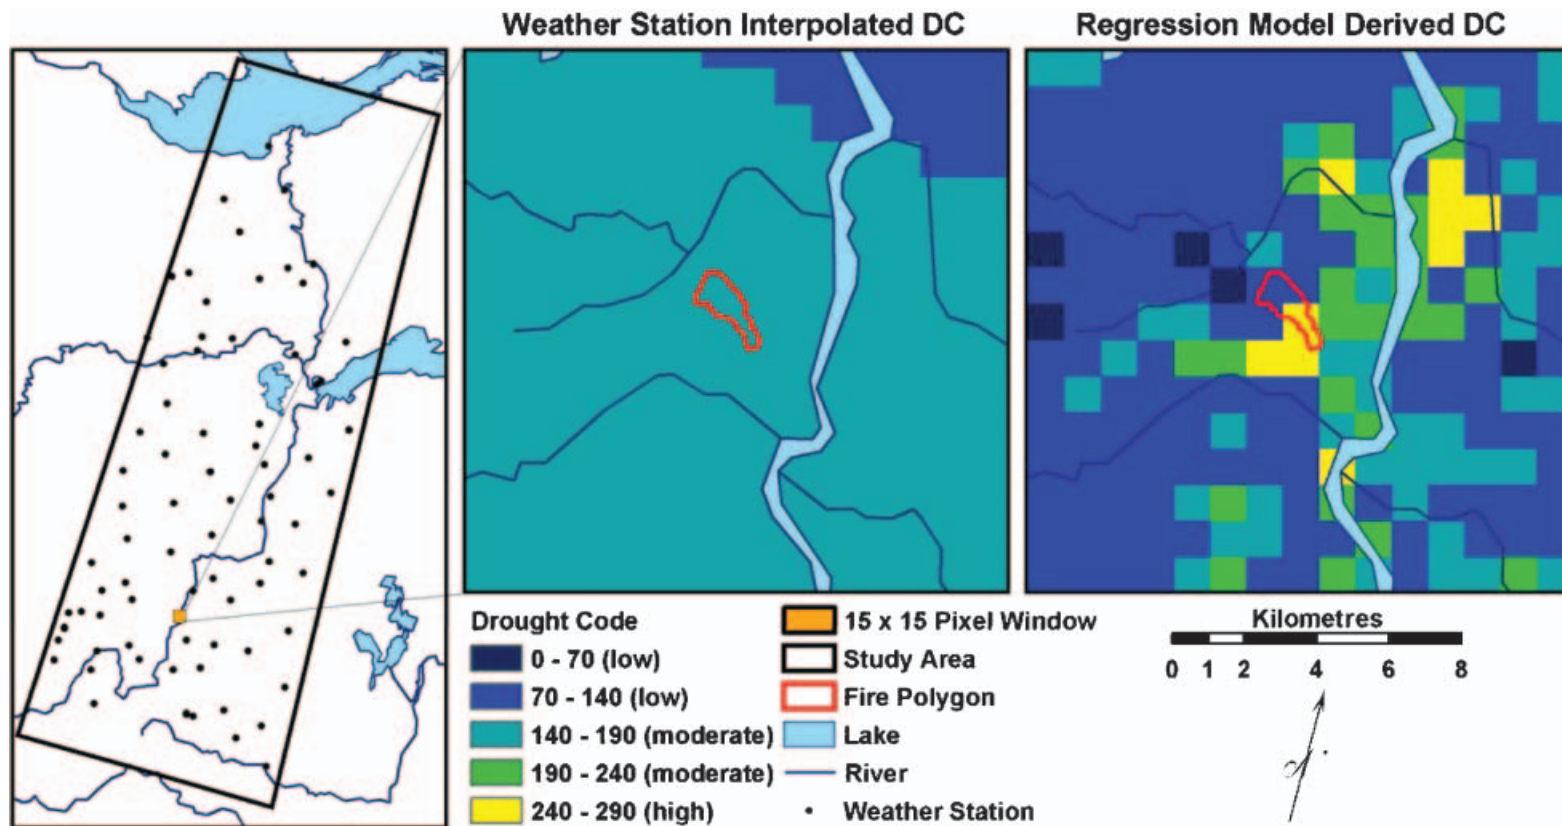 Weather Station Interpolated DC
Regression Model Derived DC
Drought Code
0 - 70 (low)
70 - 140 (low)
140 - 190 (moderate)
190 - 240 (moderate)
240 - 290 (high)
15 x 15 Pixel Window
Study Area
Fire Polygon
Lake
River
Weather Station
Kilometres
0 1 2 4 6 8